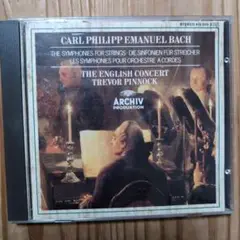 CARL PHILIPP EMANUEL BACH
THE SYMPHONIES FOR STRINGS · DIE SINFONIEN FÜR STREICHER
LES SYMPHONIES POUR ORCHESTRE A CORDES
THE ENGLISH CONCERT
TREVOR PINNOCK
ARCHIV
PRODUKTION